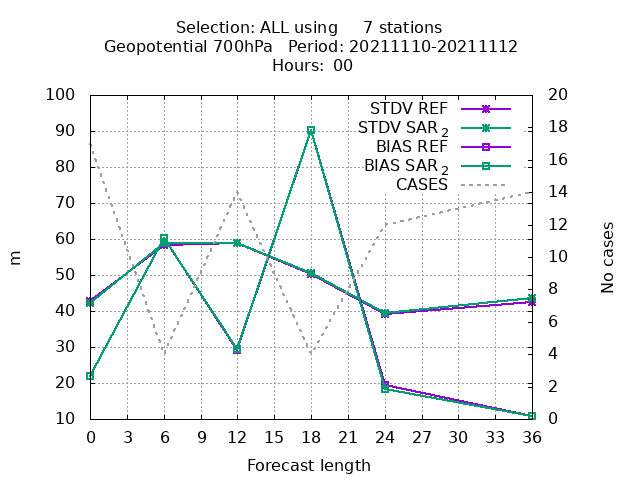 Selection: ALL using 7 stations
Geopotential 700hPa Period: 20211110-20211112
Hours: 00
STDV REF
STDV SAR 2
BIAS REF
BIAS SAR 2
CASES
100
90
80
70
60
50
40
30
20
10
m
20
18
16
14
12
10
8
6
4
2
0
No cases
0 3 6 9 12 15 18 21 24 27 30 33 36
Forecast length